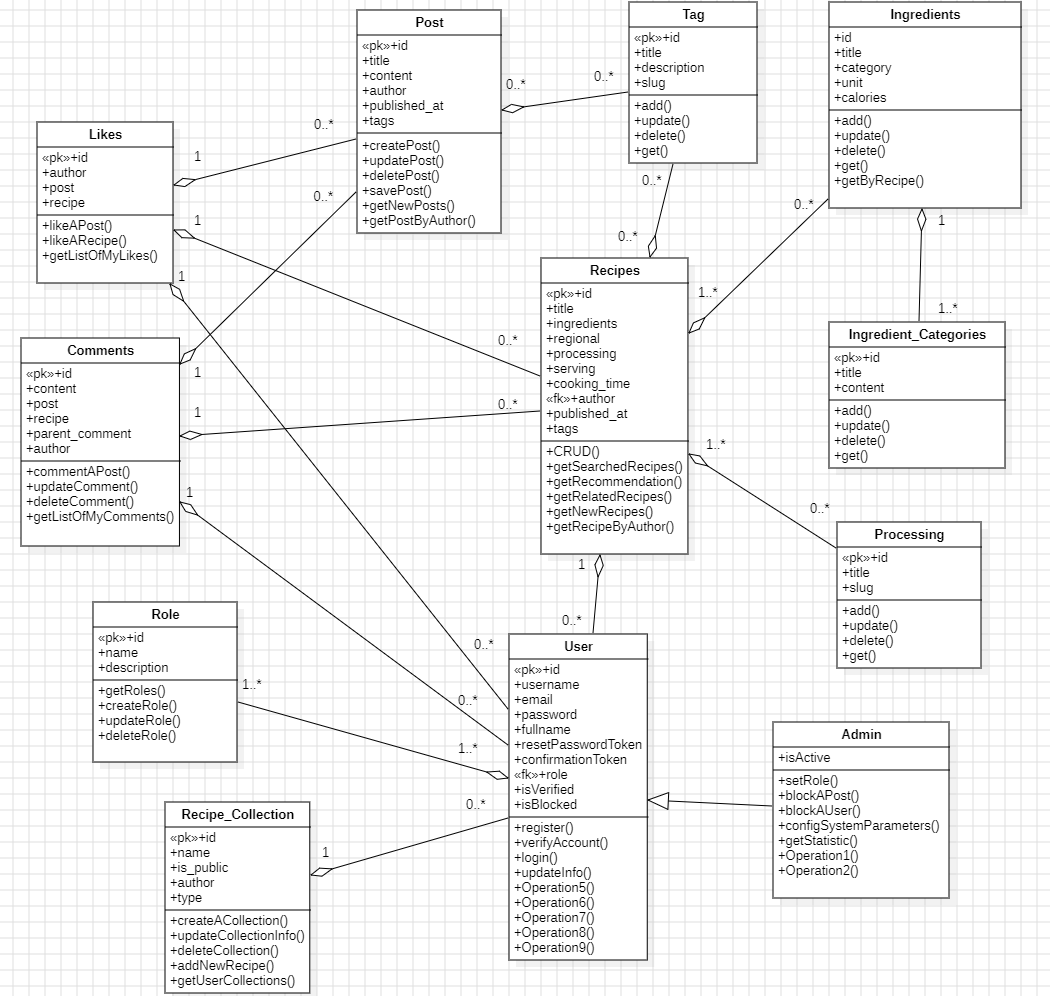 Post
«pk»+id
+title
+content
+author
+published_at
+tags
+createPost()
+updatePost()
+deletePost()
+savePost()
+getNewPosts()
+getPostByAuthor()
Tag
«pk»+id
+title
+description
+slug
+add()
+update()
+delete()
+get()
Ingredients
+id
+title
+category
+unit
+calories
+add()
+update()
+delete()
+get()
+getByRecipe()
0..*
0..*
Likes
«pk»+id
+author
+post
+recipe
+likeAPost()
+likeARecipe()
+getListOfMyLikes()
1
0..*
1
0..*
1
0..*
0..*
0..*
1..*
1
1..*
Recipes
«pk»+id
+title
+ingredients
+regional
+processing
+serving
+cooking_time
«fk»+author
+published_at
+tags
+CRUD()
+getSearchedRecipes()
+getRecommendation()
+getRelatedRecipes()
+getNewRecipes()
+getRecipeByAuthor()
Ingredient_Categories
«pk»+id
+title
+content
+add()
+update()
+delete()
+get()
Comments
«pk»+id
+content
+post
+recipe
+parent_comment
+author
+commentAPost()
+updateComment()
+deleteComment()
+getListOfMyComments()
1
0..*
1
0..*
1
1..*
0..*
Processing
«pk»+id
+title
+slug
+add()
+update()
+delete()
+get()
1
0..*
Role
«pk»+id
+name
+description
+getRoles()
+createRole()
+updateRole()
+deleteRole()
1..*
0..*
0..*
1..*
0..*
User
«pk»+id
+username
+email
+password
+fullname
+resetPasswordToken
+confirmationToken
«fk»+role
+isVerified
+isBlocked
+register()
+verifyAccount()
+login()
+updateInfo()
+Operation5()
+Operation6()
+Operation7()
+Operation8()
+Operation9()
Admin
+isActive
+setRole()
+blockAPost()
+blockAUser()
+configSystemParameters()
+getStatistic()
+Operation1()
+Operation2()
Recipe_Collection
«pk»+id
+name
+is_public
+author
+type
+createACollection()
+updateCollectionInfo()
+deleteCollection()
+addNewRecipe()
+getUserCollections()
1